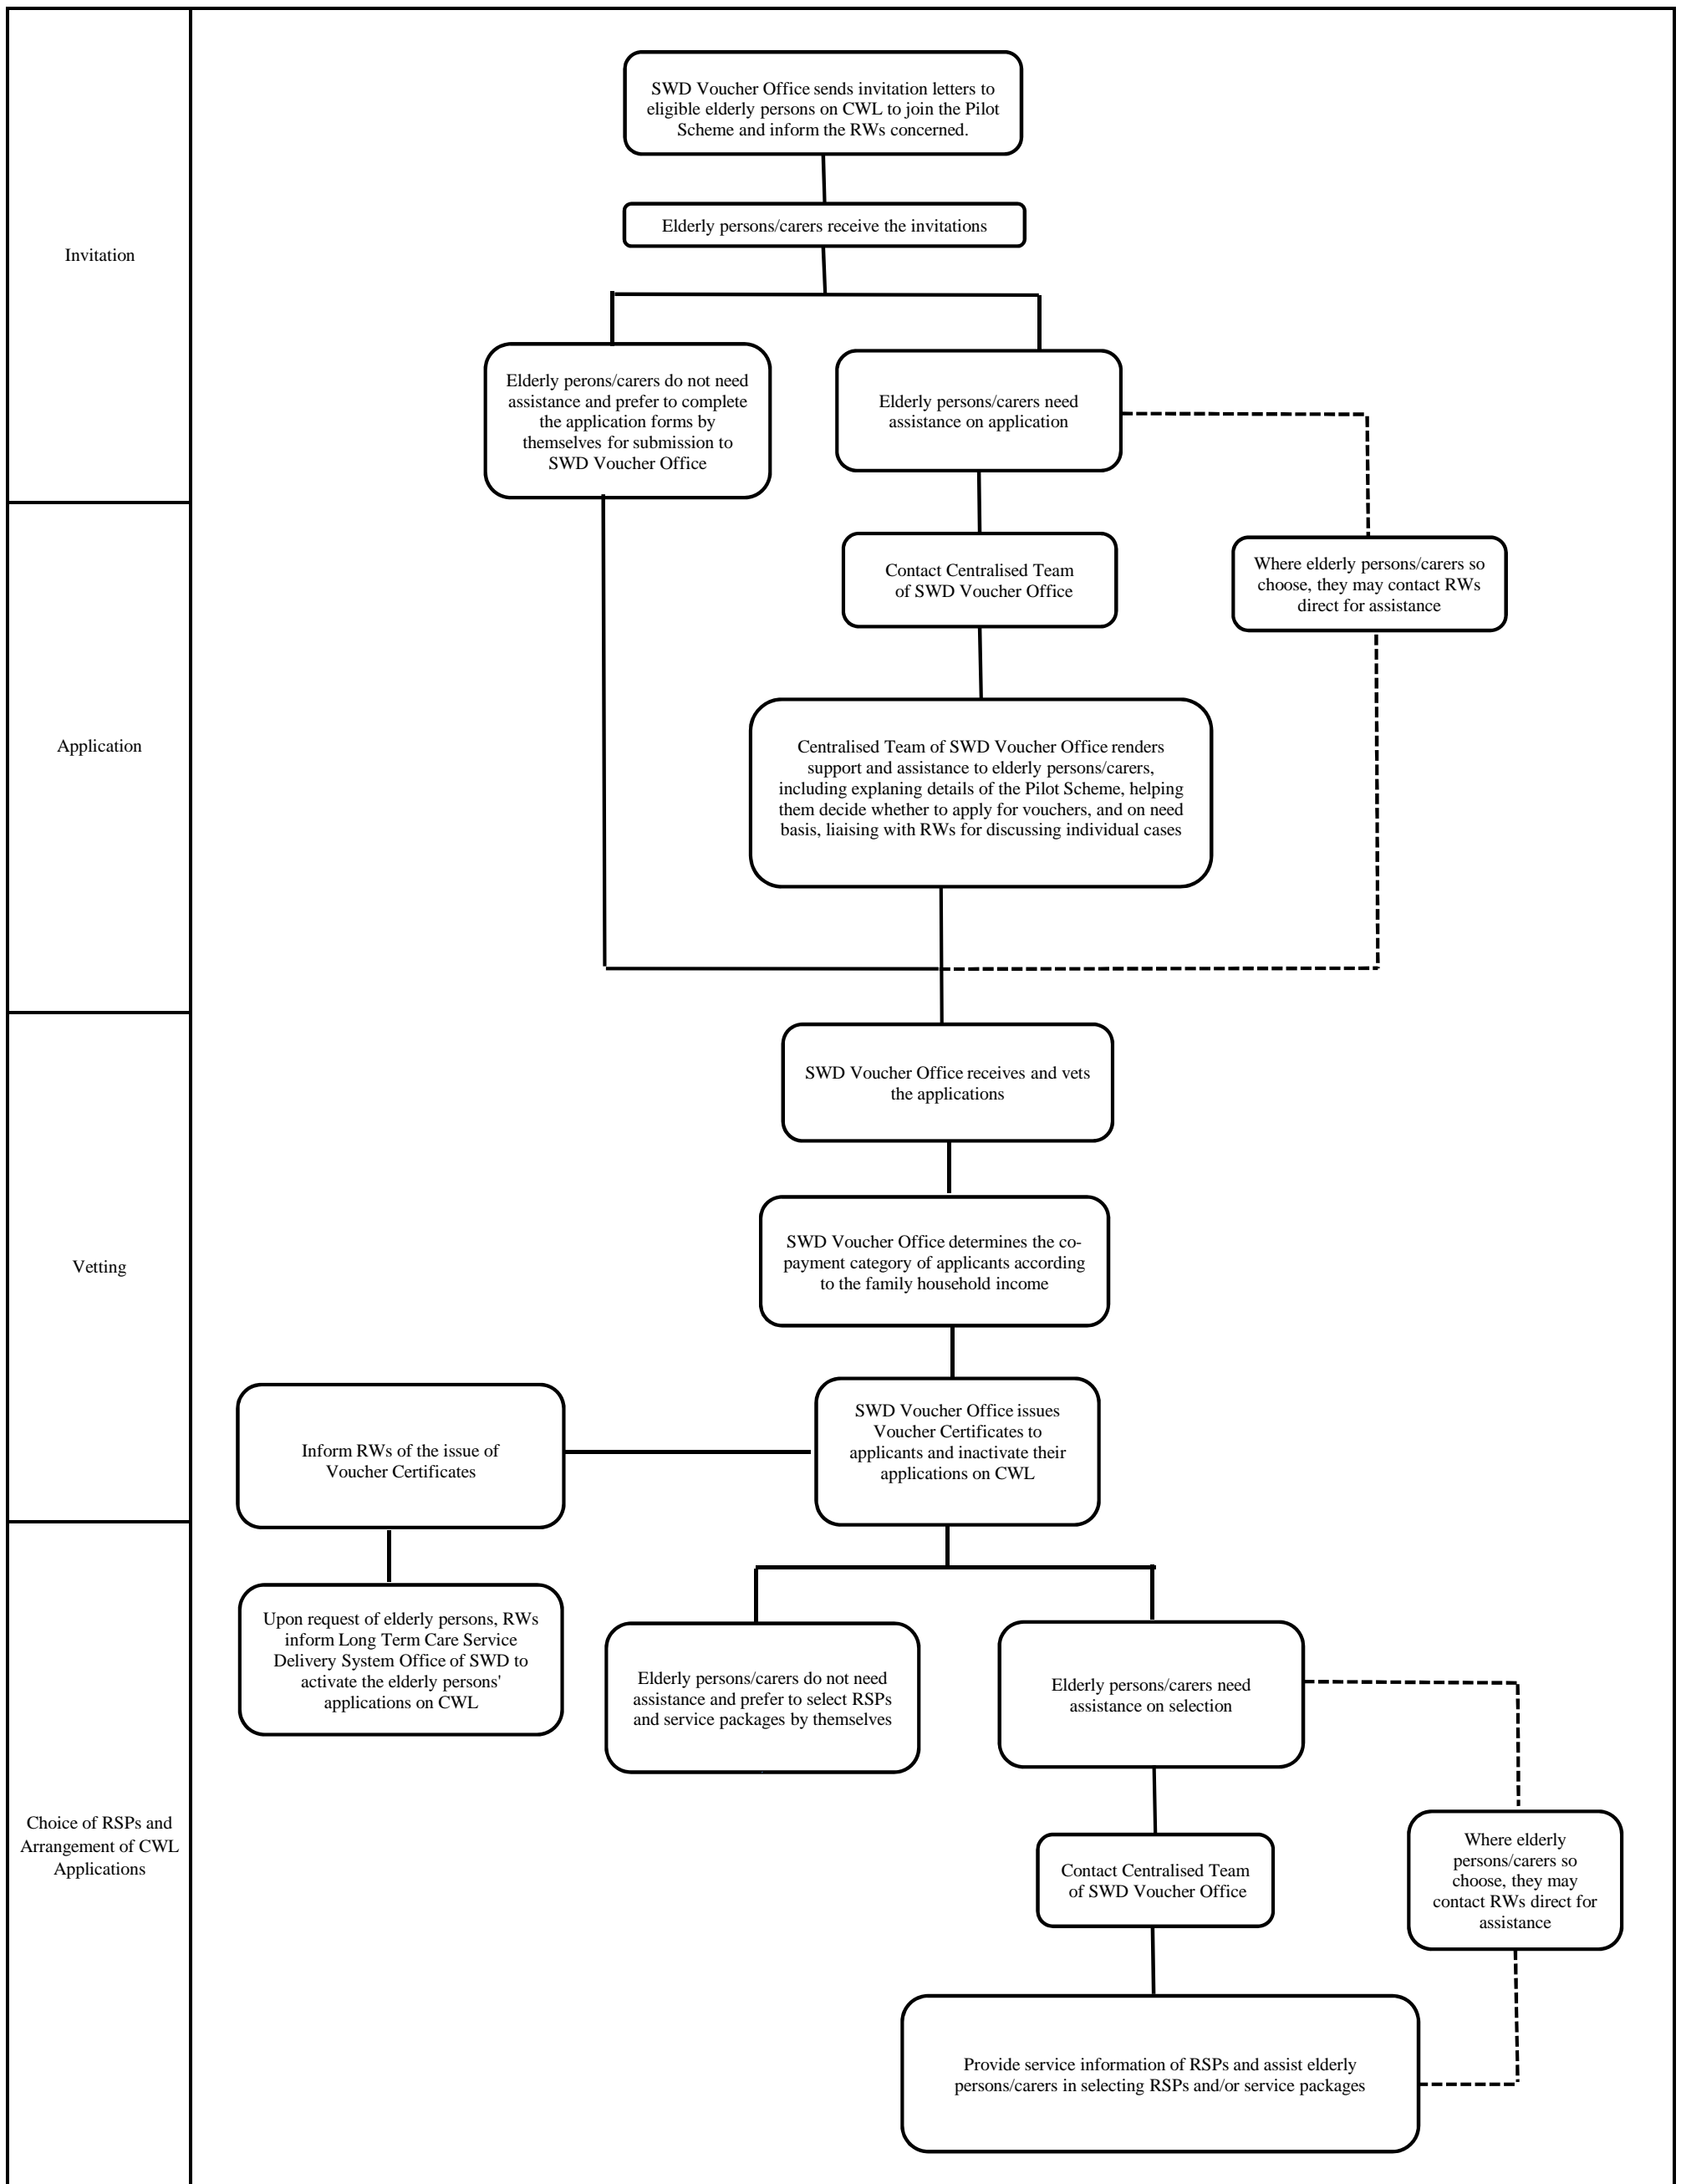 Invitation
SWD Voucher Office sends invitation letters to
eligible elderly persons on CWL to join the Pilot
Scheme and inform the RWs concerned.
Elderly persons/carers receive the invitations
Elderly perons/carers do not need
assistance and prefer to complete
the application forms by
themselves for submission to
SWD Voucher Office
Elderly persons/carers need
assistance on application
Application
Contact Centralised Team
of SWD Voucher Office
Where elderly persons/carers so
choose, they may contact RWs
direct for assistance
Centralised Team of SWD Voucher Office renders
support and assistance to elderly persons/carers,
including explaning details of the Pilot Scheme, helping
them decide whether to apply for vouchers, and on need
basis, liaising with RWs for discussing individual cases
Vetting
SWD Voucher Office receives and vets
the applications
SWD Voucher Office determines the co-
payment category of applicants according
to the family household income
SWD Voucher Office issues
Voucher Certificates to
applicants and inactivate their
applications on CWL
Inform RWs of the issue of
Voucher Certificates
Choice of RSPs and
Arrangement of CWL
Applications
Upon request of elderly persons, RWs
inform Long Term Care Service
Delivery System Office of SWD to
activate the elderly persons'
applications on CWL
Elderly persons/carers do not need
assistance and prefer to select RSPs
and service packages by themselves
Elderly persons/carers need
assistance on selection
Contact Centralised Team
of SWD Voucher Office
Where elderly
persons/carers so
choose, they may
contact RWs direct for
assistance
Provide service information of RSPs and assist elderly
persons/carers in selecting RSPs and/or service packages